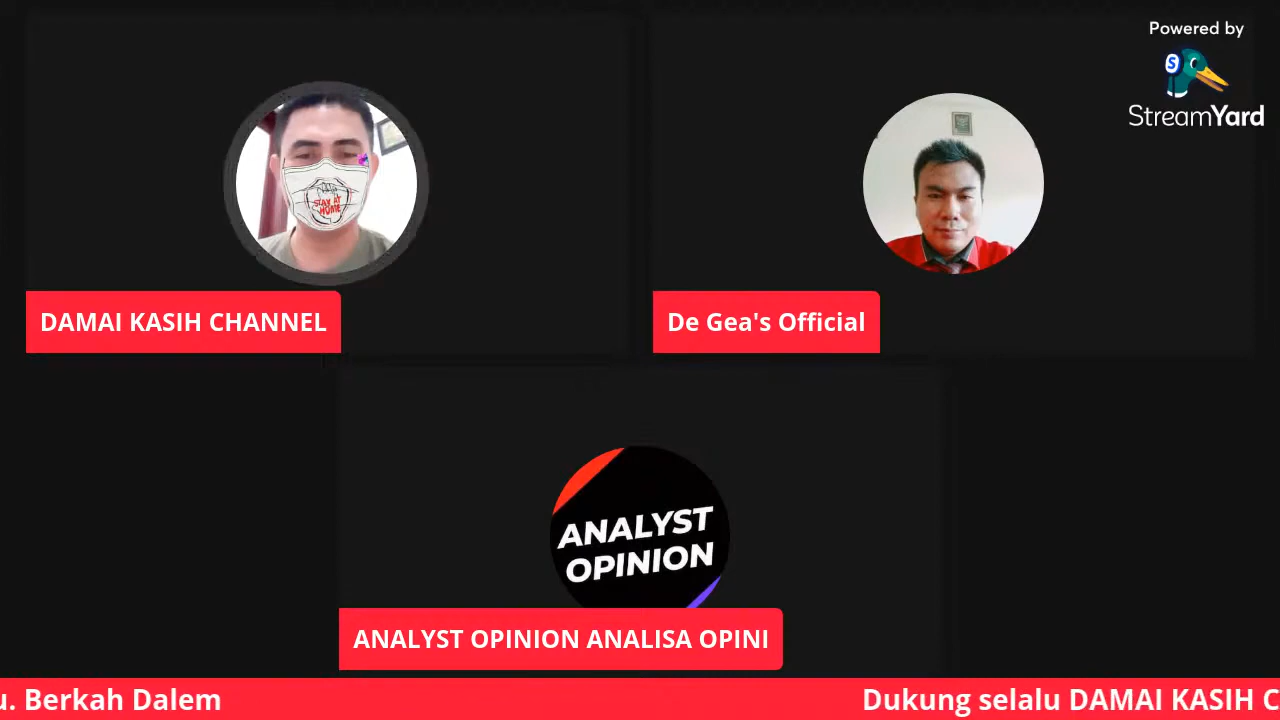 Powered by
S
StreamYard
STAY AT
HOME
DAMAI KASIH CHANNEL
De Gea's Official
ANALYST
OPINION
ANALYST OPINION ANALISA OPINI
u. Berkah Dalem
Dukung selalu DAMAI KASIH C